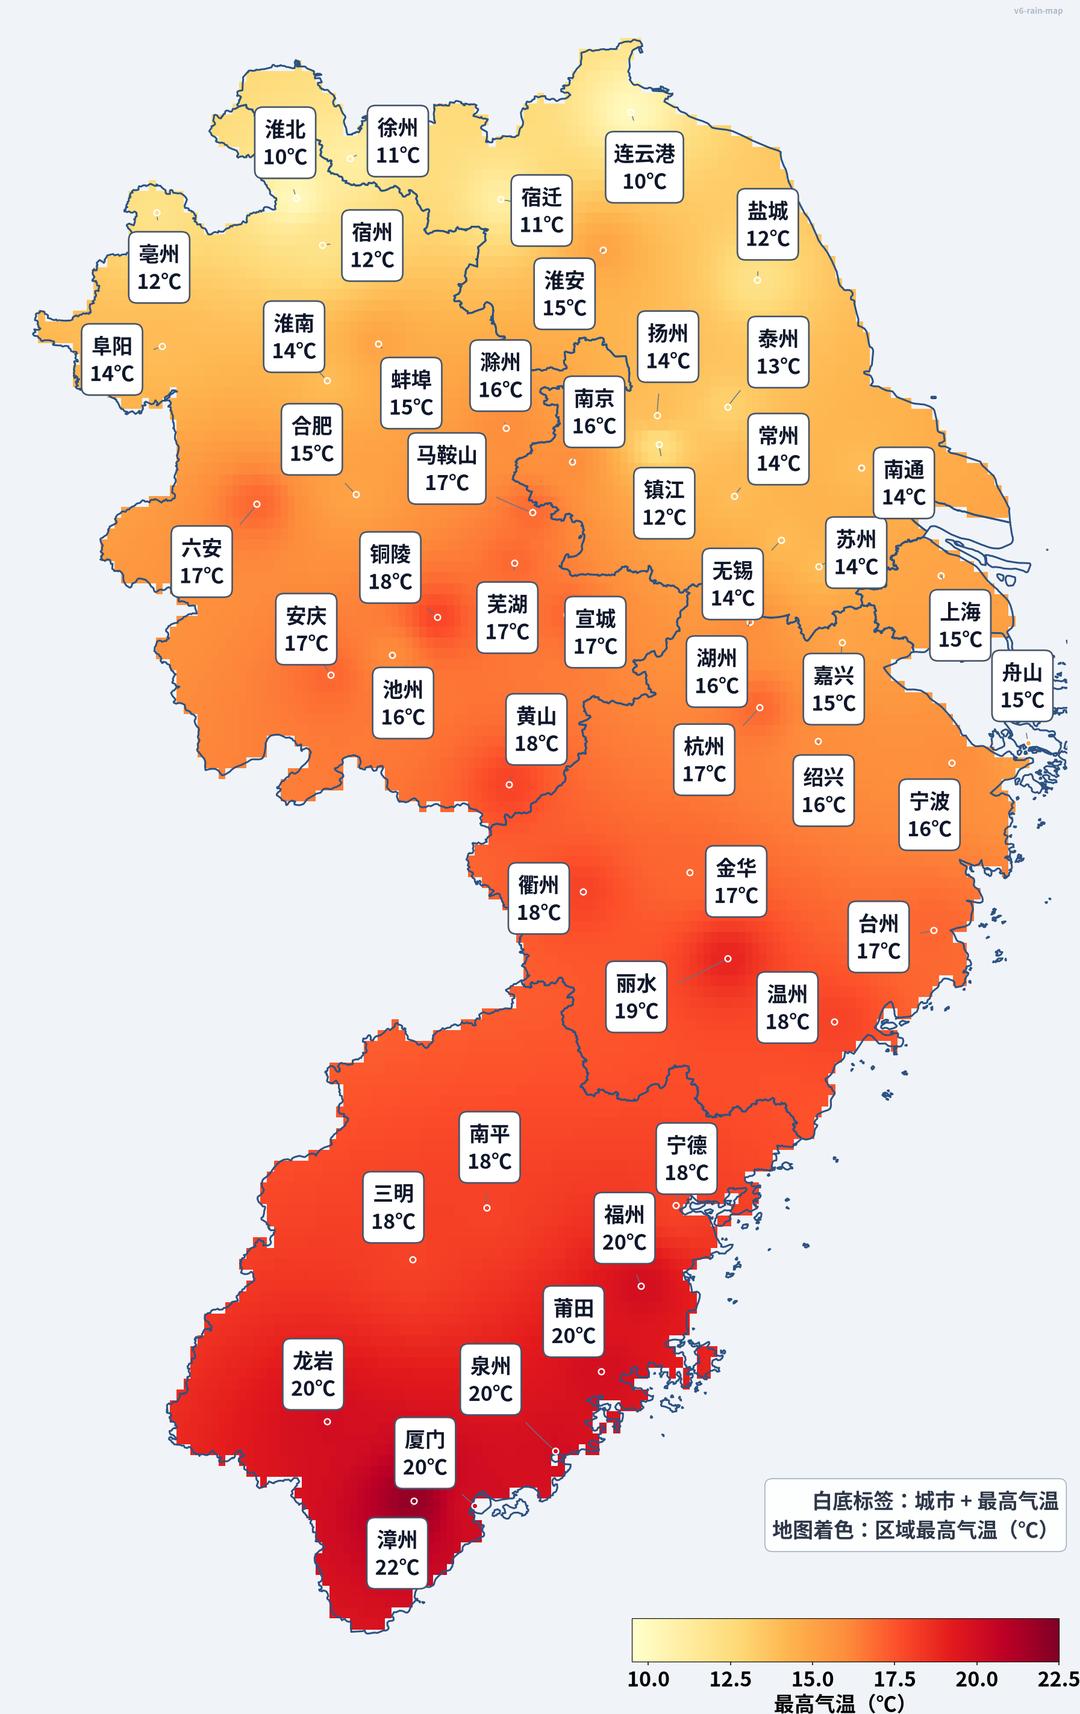 v6-rain-map
淮北
10℃
徐州
11℃
连云港
10℃
宿迁
11℃
盐城
12℃
宿州
12℃
亳州
12℃
淮安
15℃
淮南
14℃
扬州
14℃
泰州
13℃
阜阳
14℃
滁州
16℃
蚌埠
15℃
南京
16℃
合肥
15℃
常州
14℃
马鞍山
17℃
南通
14℃
镇江
12℃
苏州
14℃
六安
17℃
铜陵
18℃
无锡
14℃
芜湖
17℃
上海
15℃
安庆
17℃
宣城
17℃
湖州
16℃
舟山
15℃
嘉兴
15℃
池州
16℃
黄山
18℃
杭州
17℃
绍兴
16℃
宁波
16℃
金华
17℃
衢州
18℃
台州
17℃
丽水
19℃
温州
18℃
南平
18℃
宁德
18℃
三明
18℃
福州
20℃
莆田
20℃
龙岩
20℃
泉州
20℃
厦门
20℃
漳州
22℃
白底标签：城市 + 最高气温
地图着色：区域最高气温（℃）
10.0 12.5 15.0 17.5 20.0 22.5
最高气温（℃）